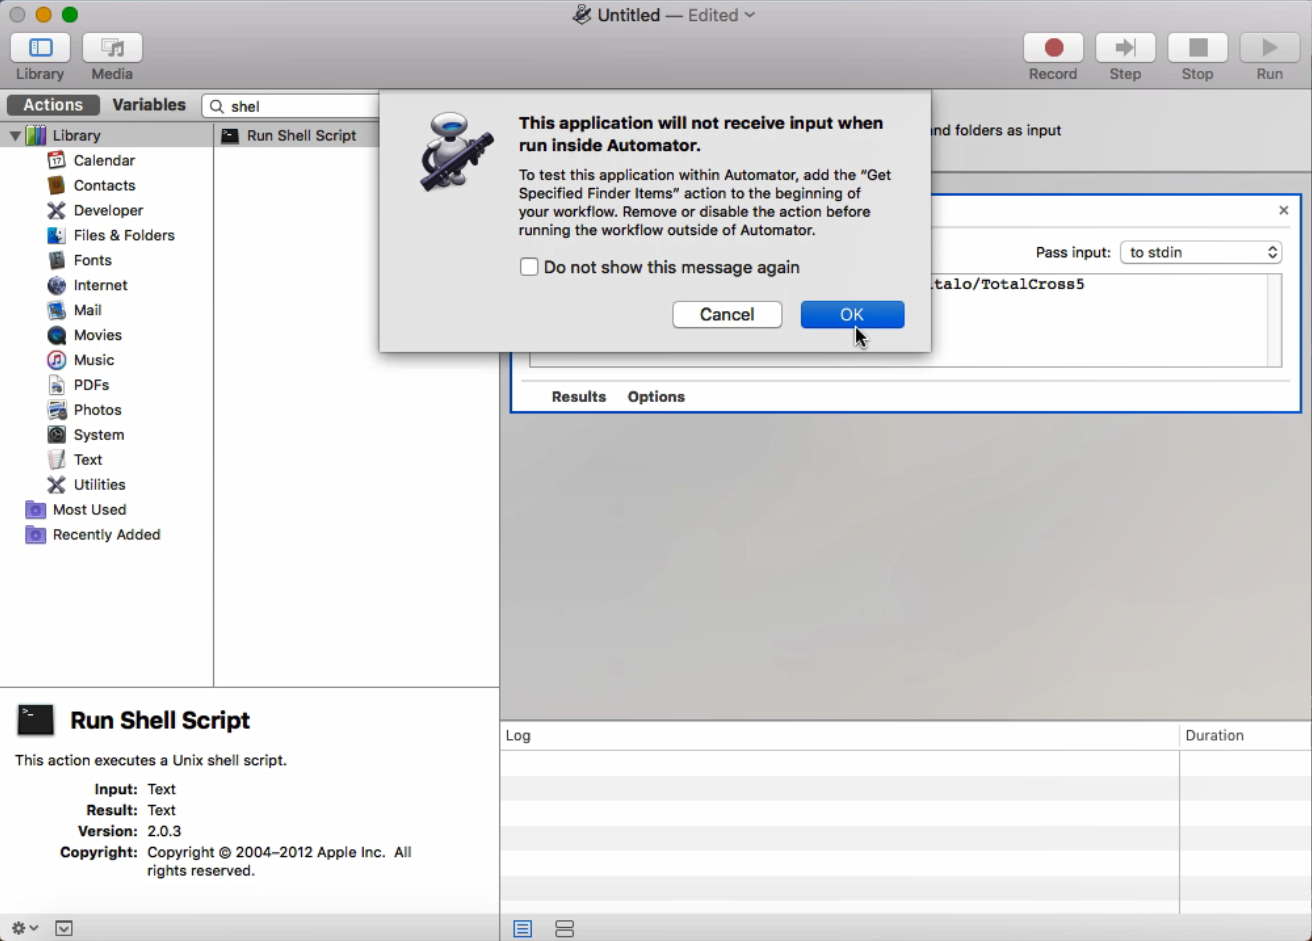 Untitled — Edited
Library
Media
Record
Step
Stop
Run
Actions
Variables
shel
Library
Calendar
Contacts
Developer
Files & Folders
Fonts
Internet
Mail
Movies
Music
PDFs
Photos
System
Text
Utilities
Most Used
Recently Added
Run Shell Script
This application will not receive input when
run inside Automator.
To test this application within Automator, add the “Get
Specified Finder Items” action to the beginning of
your workflow. Remove or disable the action before
running the workflow outside of Automator.
Do not show this message again
Cancel
OK
and folders as input
Pass input: to stdin
italo/TotalCross5
Results
Options
Run Shell Script
This action executes a Unix shell script.
Input: Text
Result: Text
Version: 2.0.3
Copyright: Copyright © 2004–2012 Apple Inc. All
rights reserved.
Log
Duration